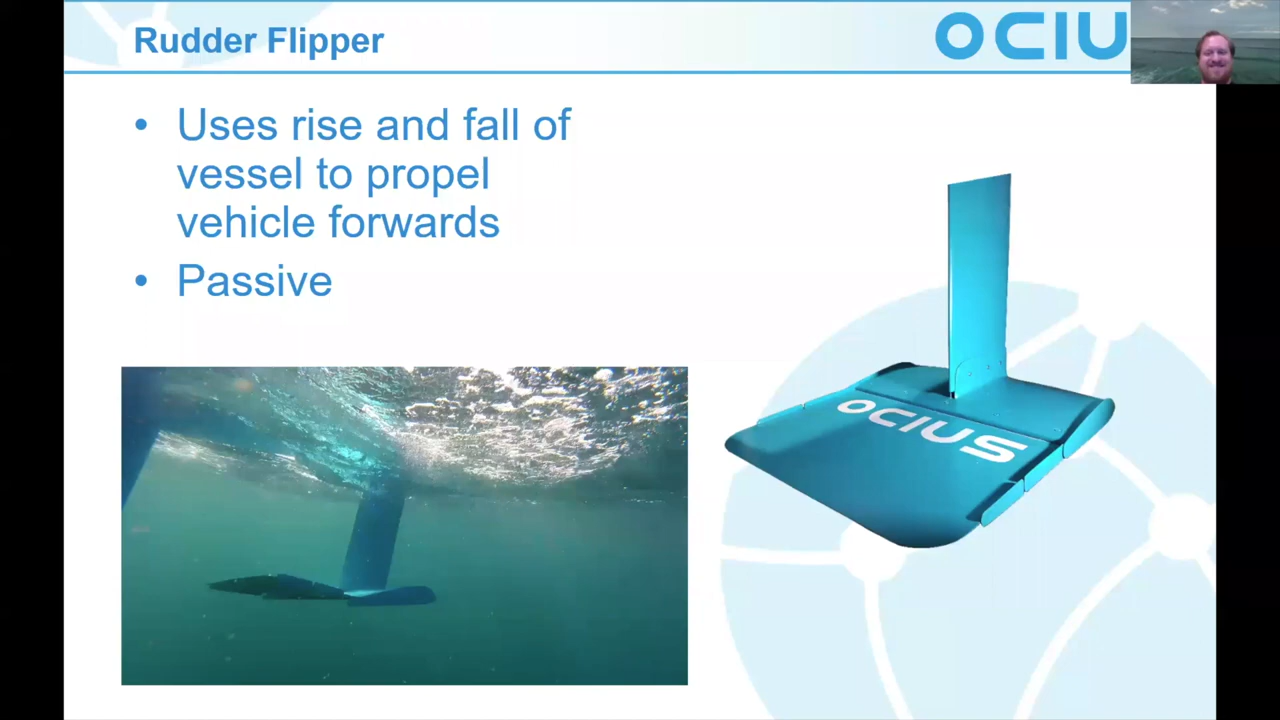 Rudder Flipper
OCIU
• Uses rise and fall of
vessel to propel
vehicle forwards
• Passive
OCIUS